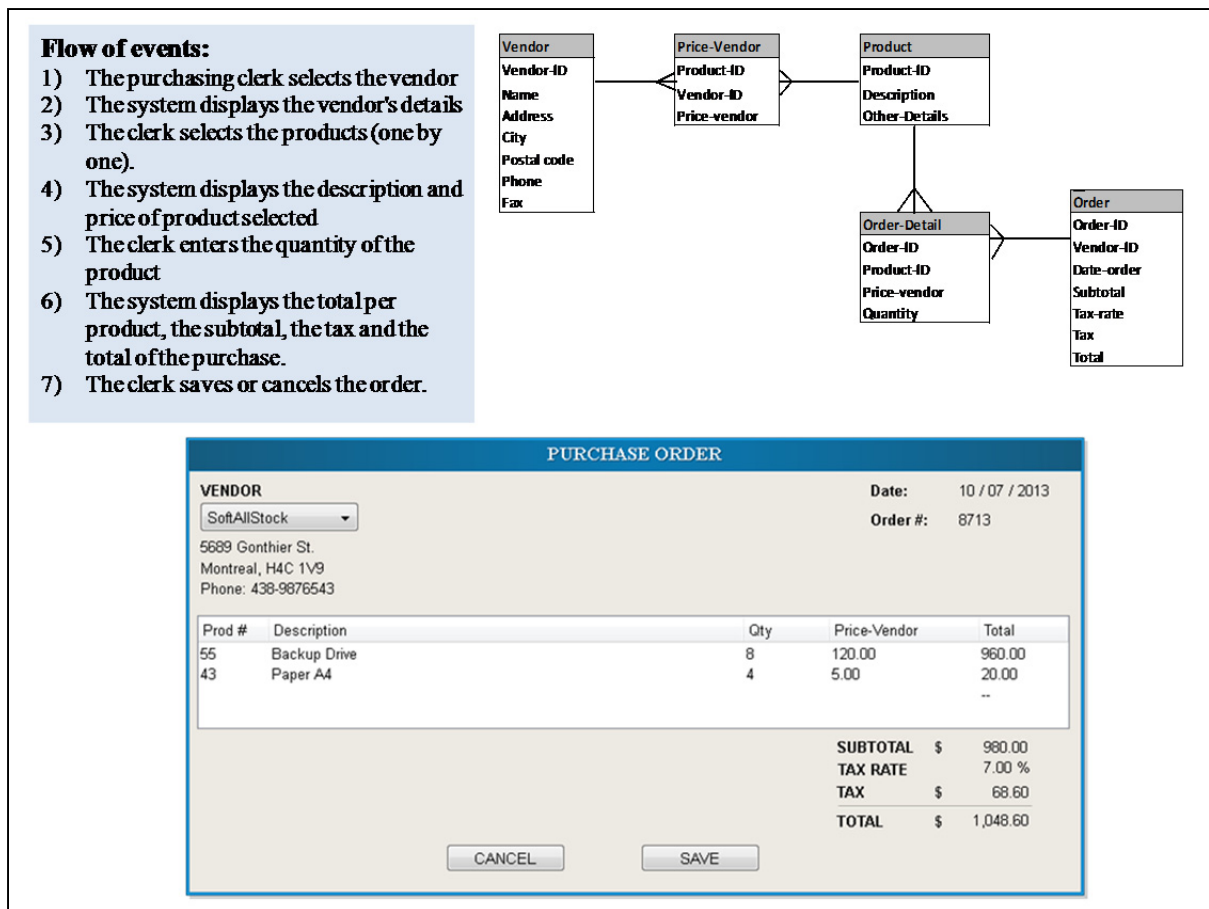 Flow of events:
1) The purchasing clerk selects the vendor
2) The system displays the vendor's details
3) The clerk selects the products (one by
one).
4) The system displays the description and
price of product selected
5) The clerk enters the quantity of the
product
6) The system displays the total per
product, the subtotal, the tax and the
total of the purchase.
7) The clerk saves or cancels the order.
Vendor
Vendor-ID
Name
Address
City
Postal code
Phone
Fax
Price-Vendor
Product-ID
Vendor-ID
Price-vendor
Product
Product-ID
Description
Other-Details
Order-Detail
Order-ID
Product-ID
Price-vendor
Quantity
Order
Order-ID
Vendor-ID
Date-order
Subtotal
Tax-rate
Tax
Total
PURCHASE ORDER
VENDOR
SoftAllStock
5689 Gonthier St.
Montreal, H4C 1V9
Phone: 438-9876543
Date: 10 / 07 / 2013
Order #: 8713
Prod # Description Qty Price-Vendor Total
55 Backup Drive 8 120.00 960.00
43 Paper A4 4 5.00 20.00
--
SUBTOTAL $ 980.00
TAX RATE 7.00 %
TAX $ 68.60
TOTAL $ 1,048.60
CANCEL SAVE